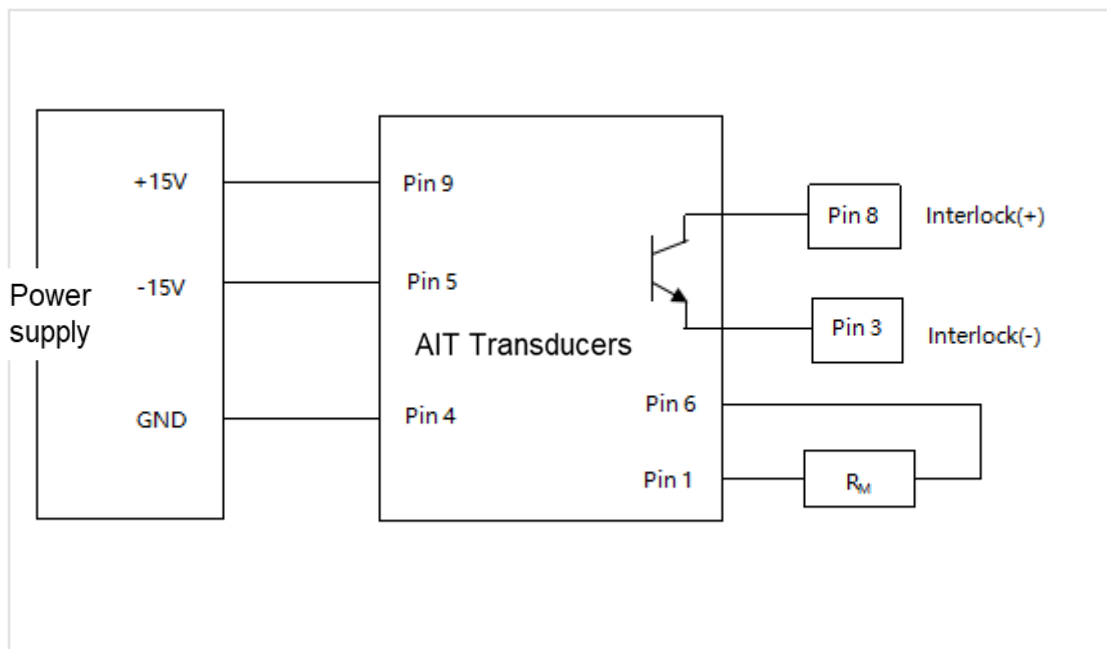 +15V
-15V
GND
Power
supply
Pin 9
Pin 5
Pin 4
AIT Transducers
Pin 8
Interlock(+)
Pin 3
Interlock(-)
Pin 6
Pin 1
RM